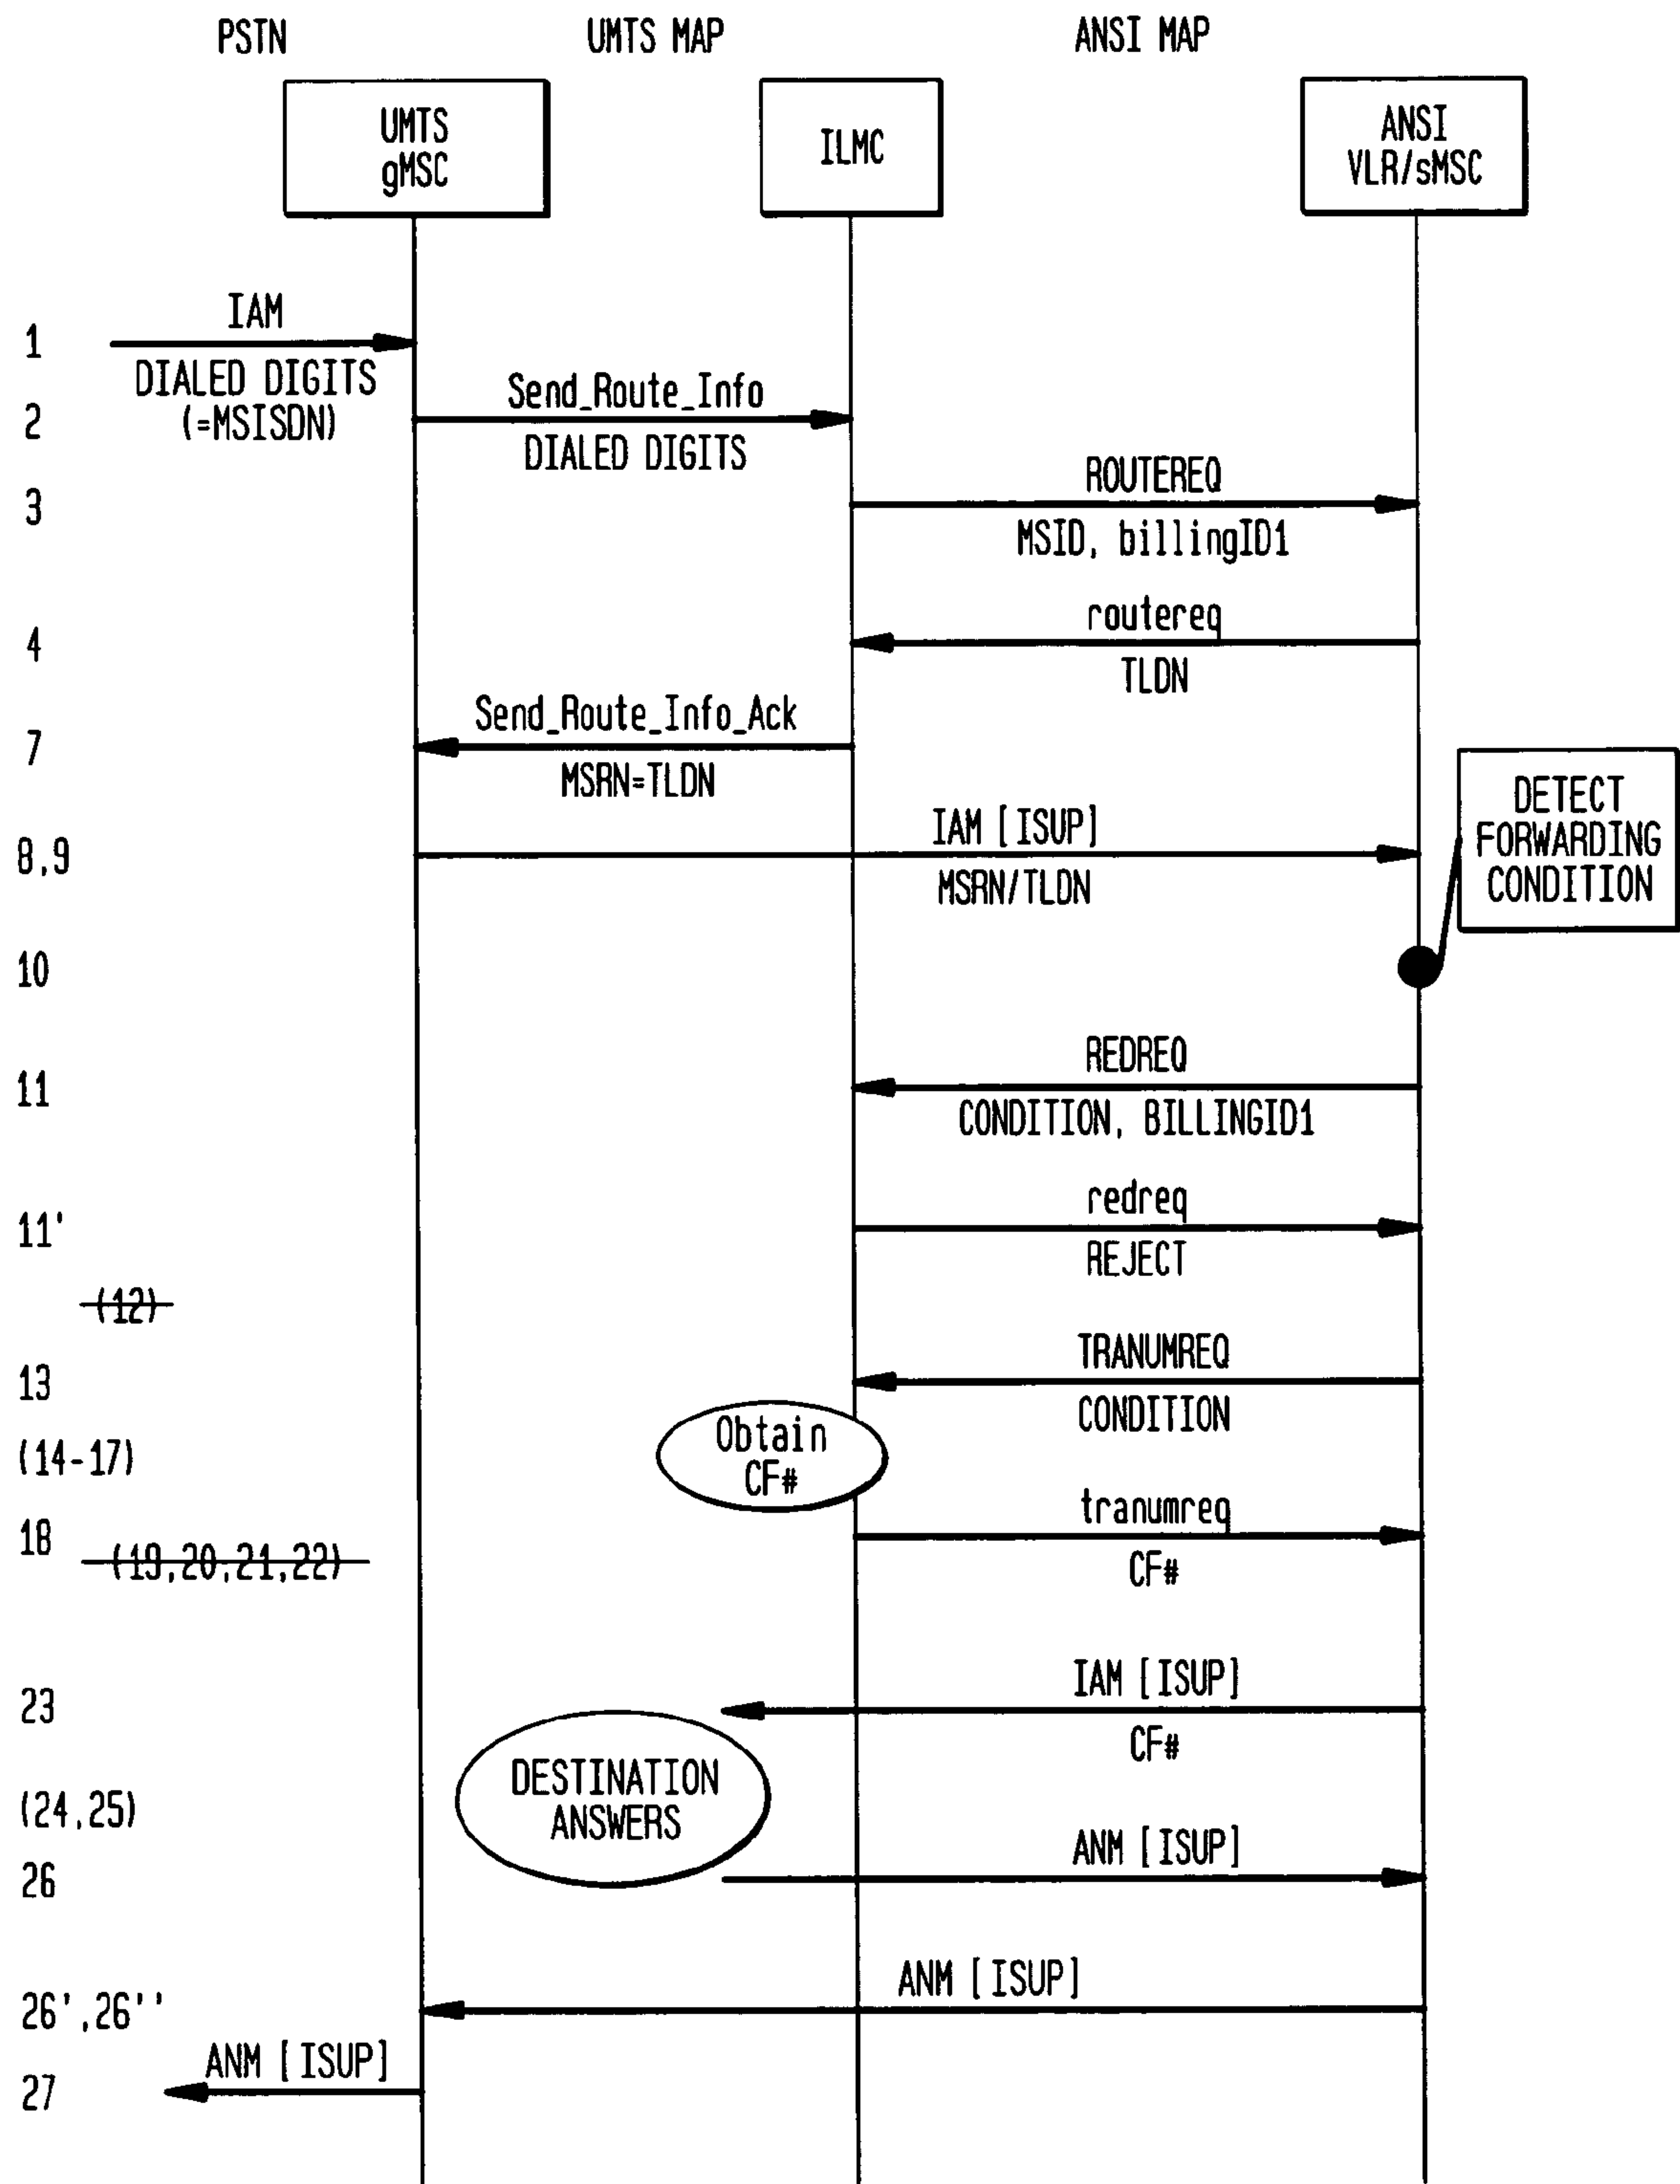 PSTN UMTS MAP ANSI MAP
UMTS
gMSC
ILMC
ANSI
VLR/sMSC
1
IAM
DIALED DIGITS
(=MSISDN)
2
Send_Route_Info
DIALED DIGITS
3
ROUTEREQ
MSID, billingID1
4
routereq
TLDN
7
Send_Route_Info_Ack
MSRN=TLDN
8,9
IAM [ISUP]
MSRN/TLDN
DETECT
FORWARDING
CONDITION
10
11
REDREQ
CONDITION, BILLINGID1
11'
redreq
REJECT
(12)
13
TRANUMREQ
CONDITION
(14-17)
Obtain
CF#
18
tranumreq
CF#
(19,20,21,22)
23
IAM [ISUP]
CF#
(24,25)
DESTINATION
ANSWERS
26
ANM [ISUP]
26',26''
ANM [ISUP]
27
ANM [ISUP]